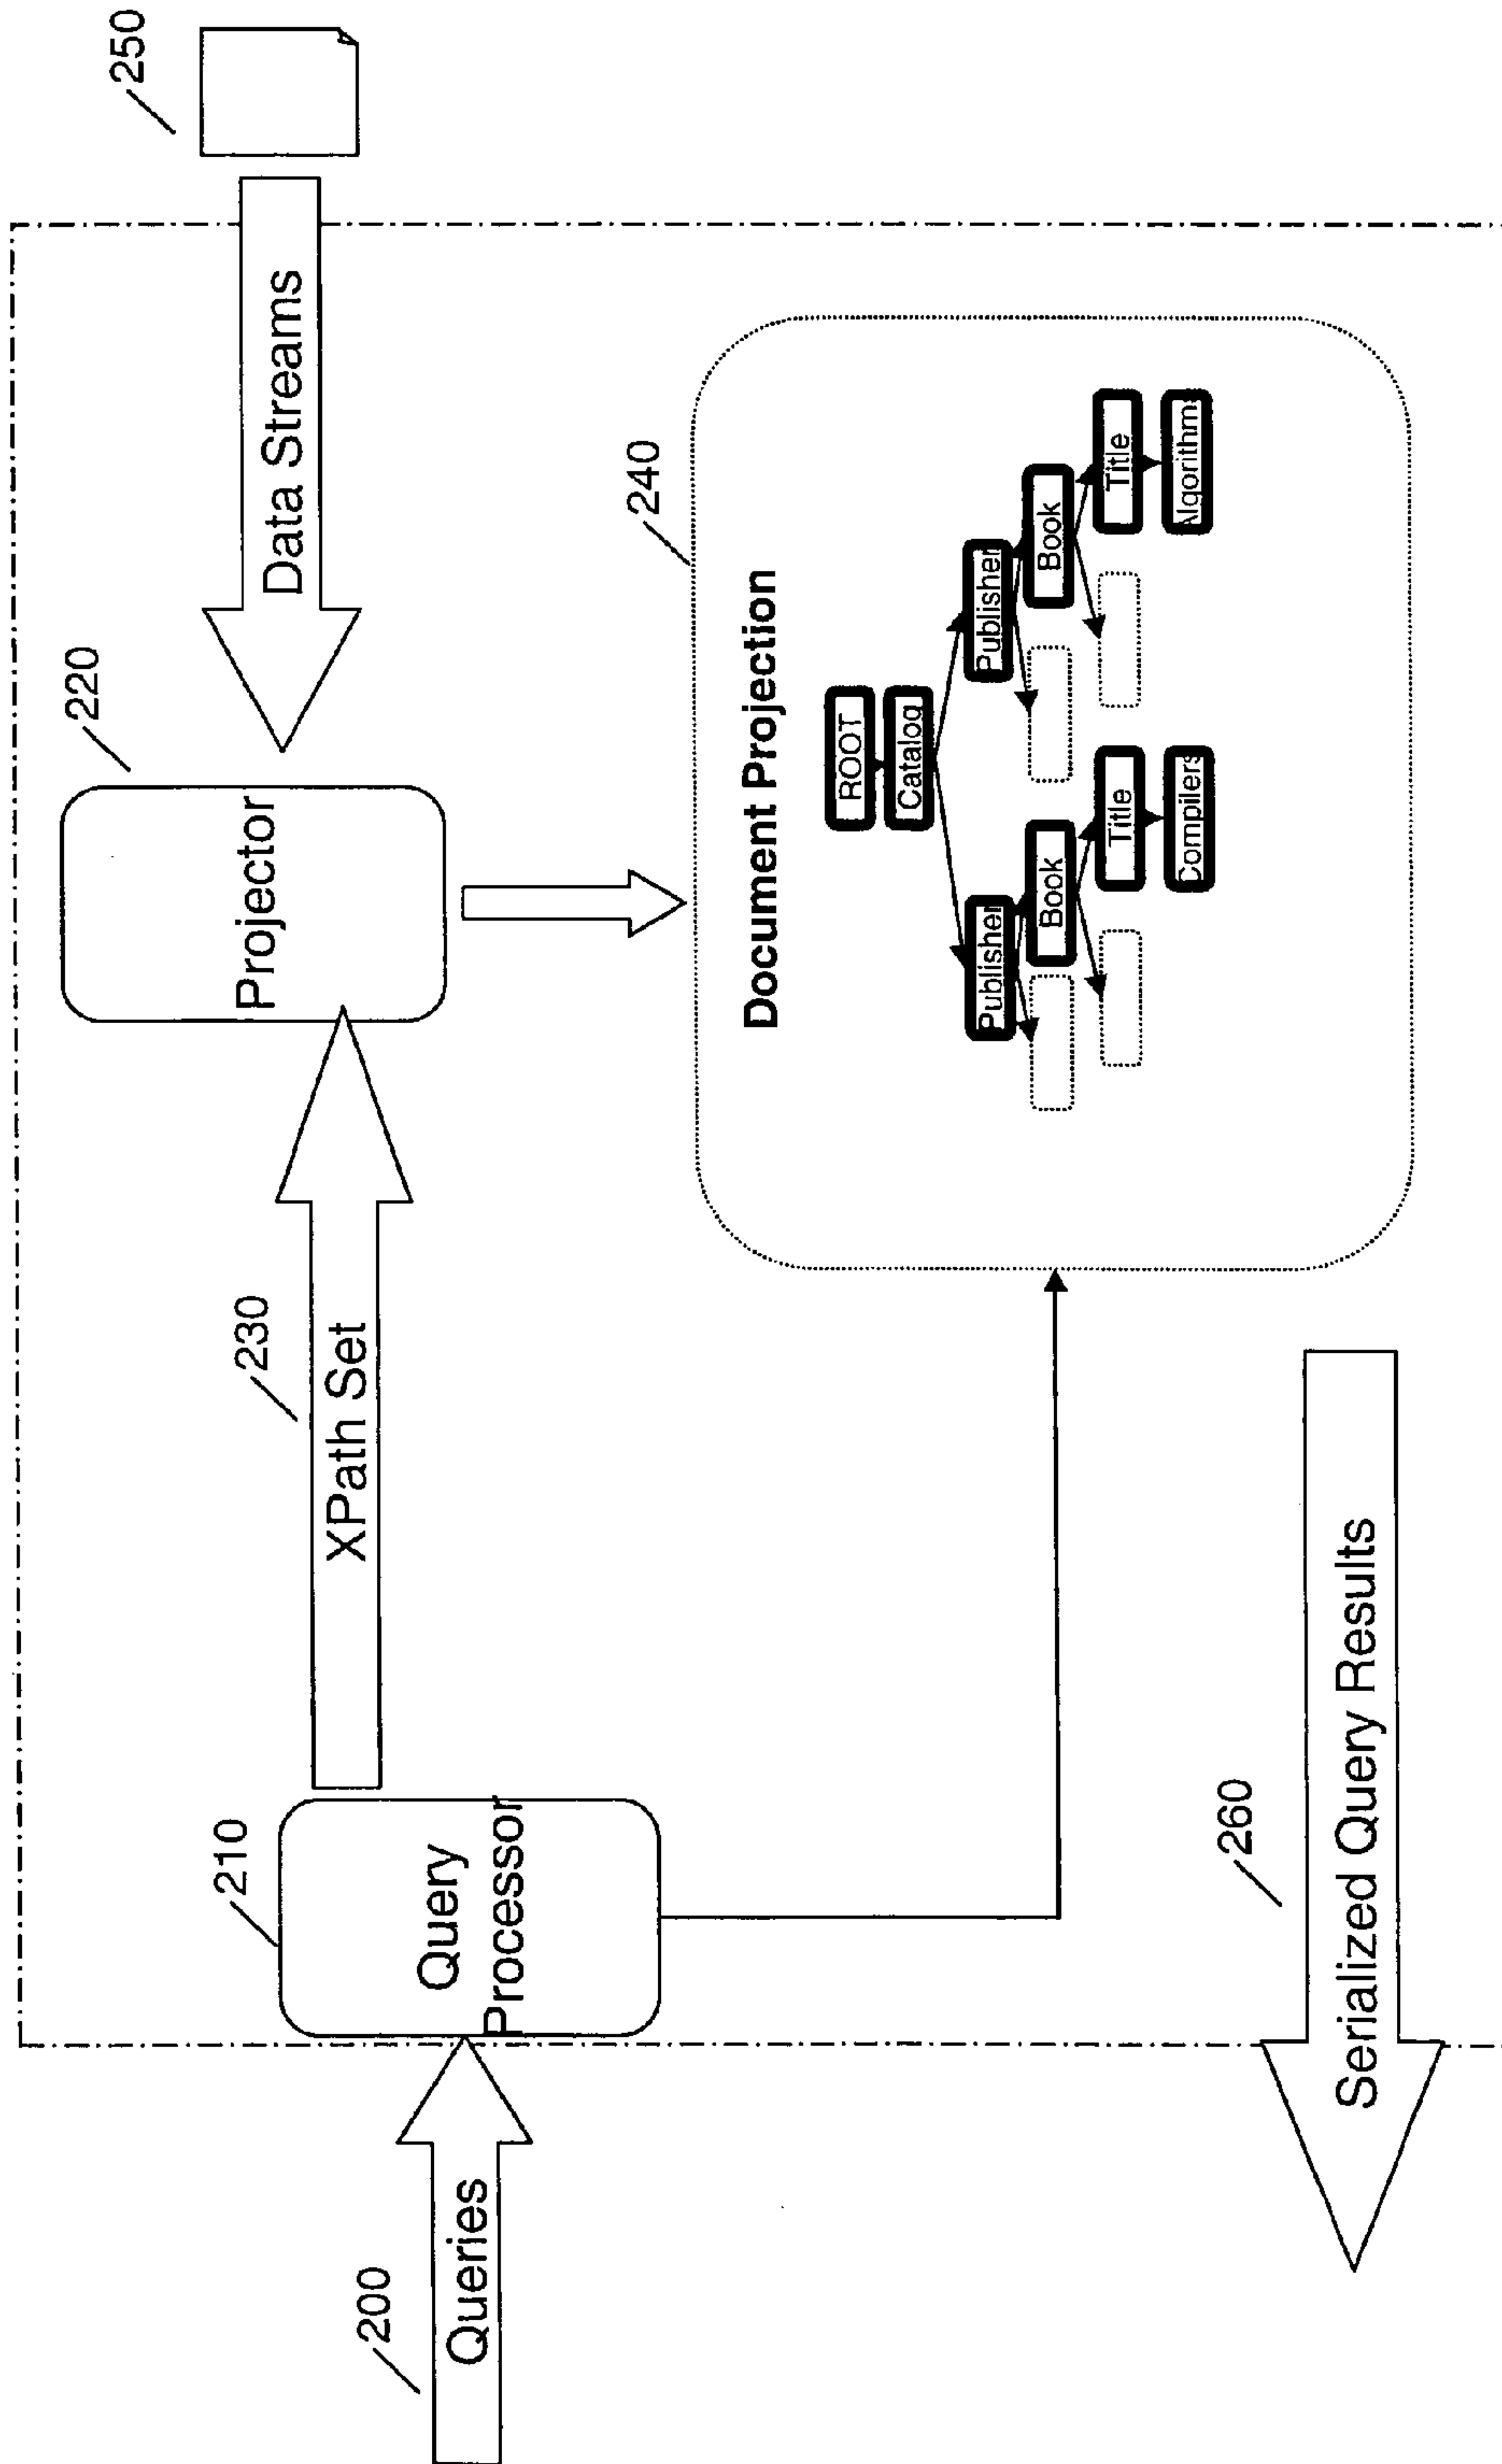 220
250
210
230
Projector
Data Streams
XPath Set
200
Queries
Query
Processor
240
Document Projection
ROOT
Catalog
Publisher
Publisher
Book
Book
Title
Title
Compilers
Algorithms
260
Serialized Query Results